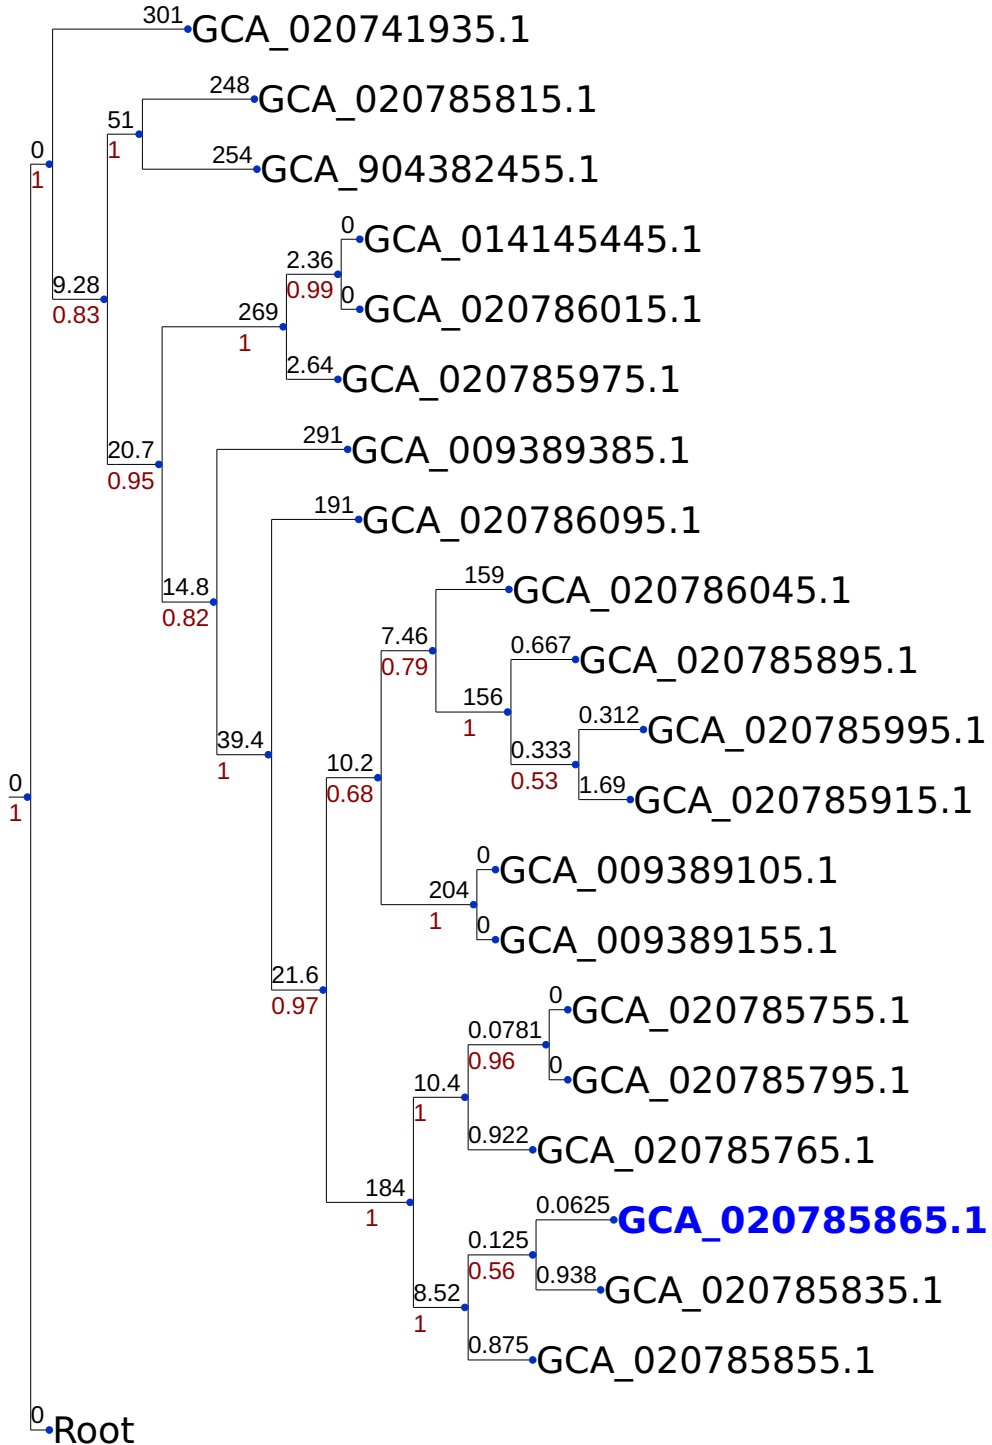 301
GCA_020741935.1
248
GCA_020785815.1
51
1
254
GCA_904382455.1
0
1
0
GCA_014145445.1
2.36
0.99
9.28
0.83
0
GCA_020786015.1
269
1
2.64
GCA_020785975.1
291
GCA_009389385.1
20.7
0.95
191
GCA_020786095.1
159
GCA_020786045.1
14.8
0.82
7.46
0.79
0.667
GCA_020785895.1
156
1
0.312
GCA_020785995.1
39.4
1
0.333
0.53
10.2
0.68
1.69
GCA_020785915.1
0
1
0
GCA_009389105.1
204
1
0
GCA_009389155.1
21.6
0.97
0
GCA_020785755.1
0.0781
0.96
0
GCA_020785795.1
10.4
1
0.922
GCA_020785765.1
184
1
0.0625
GCA_020785865.1
0.125
0.56
0.938
GCA_020785835.1
8.52
1
0.875
GCA_020785855.1
0
Root